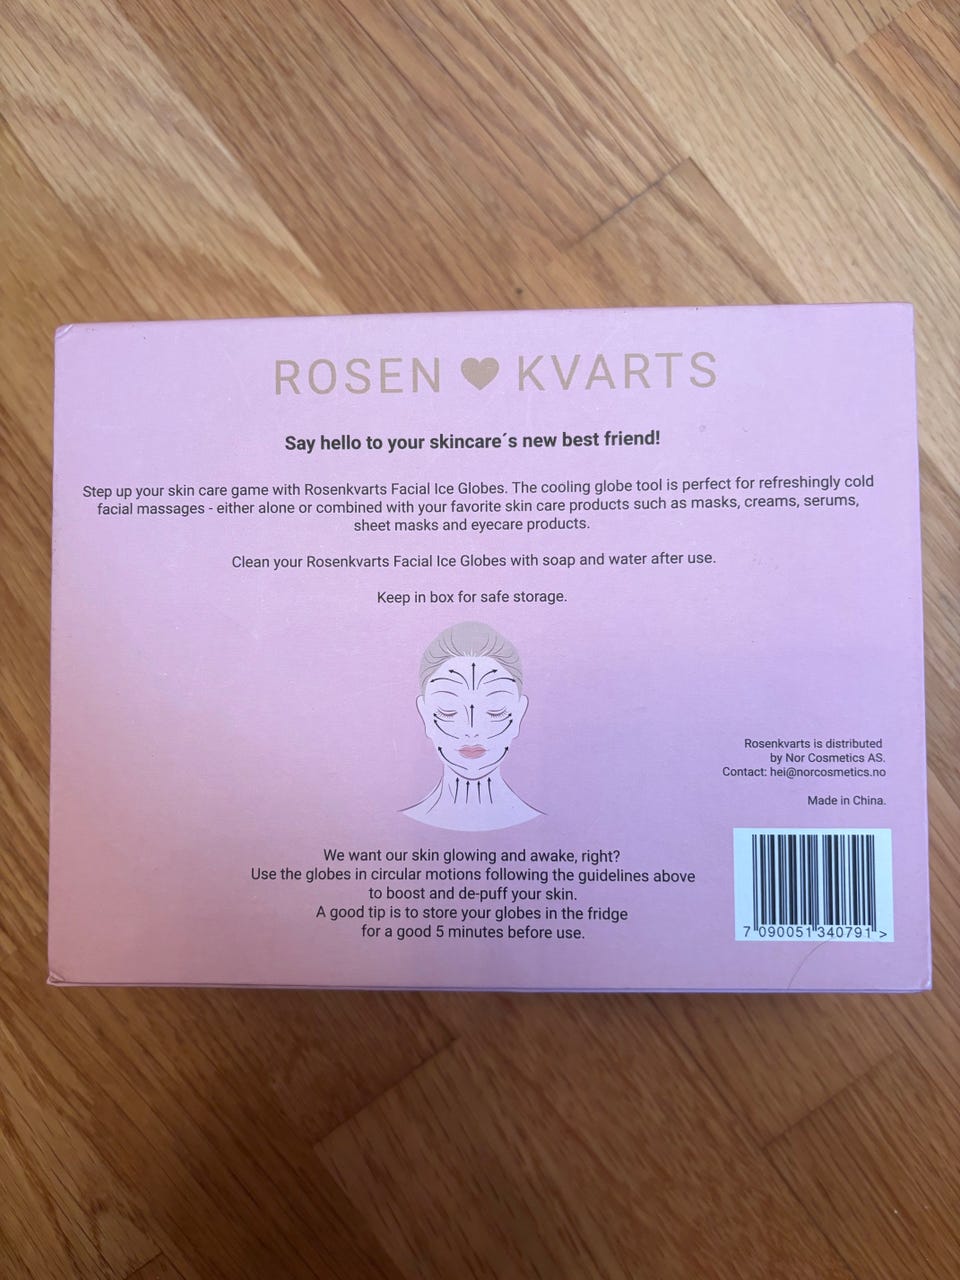 ROSEN ♥ KVARTS
Say hello to your skincare´s new best friend!
Step up your skin care game with Rosenkvarts Facial Ice Globes. The cooling globe tool is perfect for refreshingly cold
facial massages - either alone or combined with your favorite skin care products such as masks, creams, serums,
sheet masks and eyecare products.
Clean your Rosenkvarts Facial Ice Globes with soap and water after use.
Keep in box for safe storage.
Rosenkvarts is distributed
by Nor Cosmetics AS.
Contact: hei@norcosmetics.no
Made in China.
We want our skin glowing and awake, right?
Use the globes in circular motions following the guidelines above
to boost and de-puff your skin.
A good tip is to store your globes in the fridge
for a good 5 minutes before use.
7 090051 340791 >